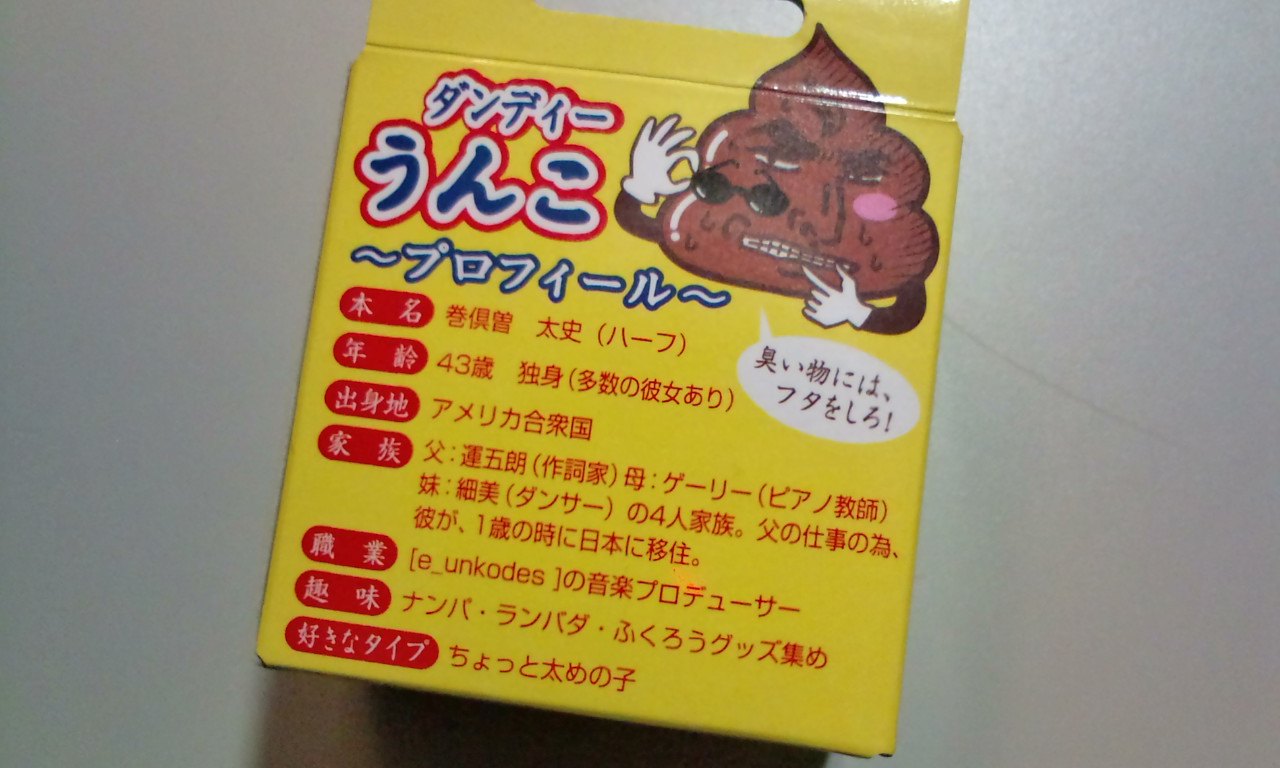 ダンディー
うんこ
～プロフィール～
本名 巻倶曽 太史（ハーフ）
年齢 43歳 独身（多数の彼女あり）
出身地 アメリカ合衆国
家族 父：運五朗（作詞家）母：ゲーリー（ピアノ教師）
妹：細美（ダンサー）の4人家族。父の仕事の為、
彼が、1歳の時に日本に移住。
職業 [e_unkodes ]の音楽プロデューサー
趣味 ナンパ・ランバダ・ふくろうグッズ集め
好きなタイプ ちょっと太めの子
臭い物には、
フタをしろ!